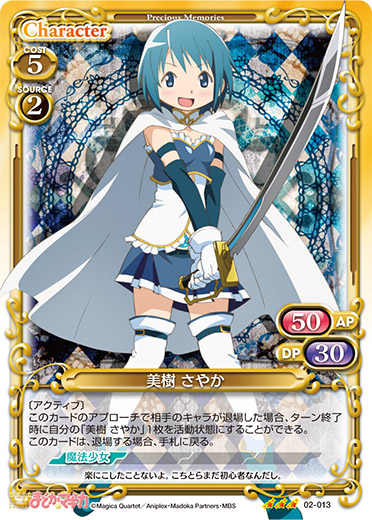 Precious Memories
Character
COST
5
SOURCE
2
50 AP
DP 30
美樹 さやか
〔アクティブ〕
このカードのアプローチで相手のキャラが退場した場合、ターン終了
時に自分の「美樹 さやか」1枚を活動状態にすることができる。
このカードは、退場する場合、手札に戻る。
魔法少女
楽にこしたことないよ。こちとらまだ初心者なんだし。
まどか☆マギカ
©Magica Quartet／Aniplex・Madoka Partners・MBS
02-013